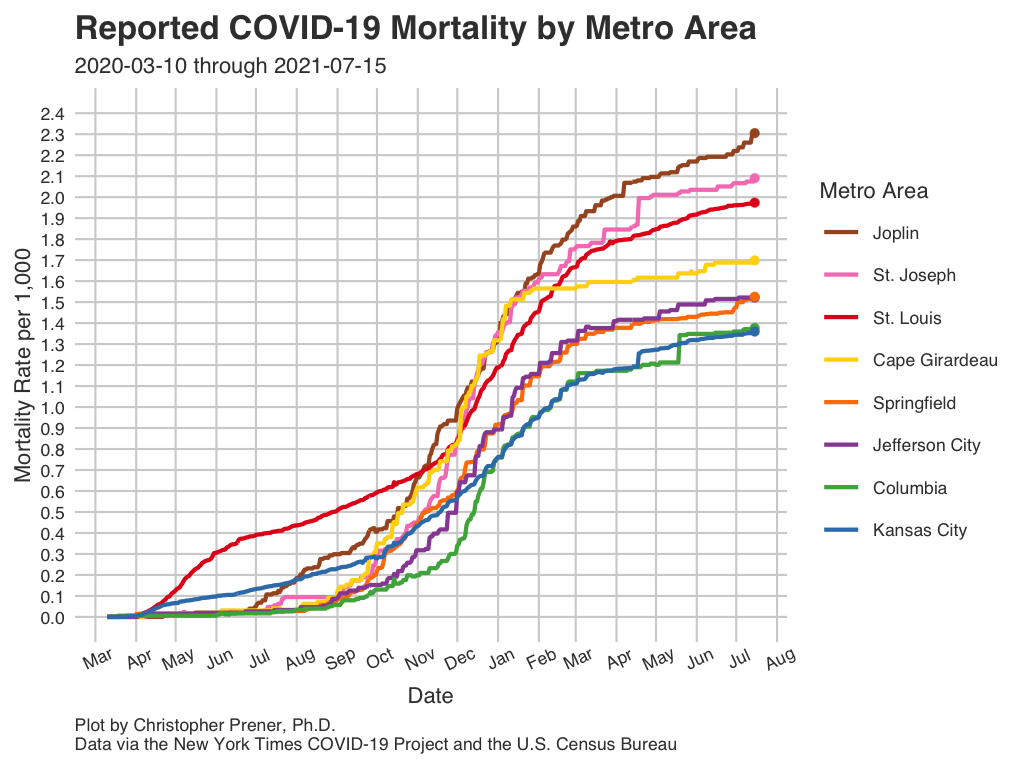 Reported COVID-19 Mortality by Metro Area
2020-03-10 through 2021-07-15
Mortality Rate per 1,000
2.4
2.3
2.2
2.1
2.0
1.9
1.8
1.7
1.6
1.5
1.4
1.3
1.2
1.1
1.0
0.9
0.8
0.7
0.6
0.5
0.4
0.3
0.2
0.1
0.0
Mar Apr May Jun Jul Aug Sep Oct Nov Dec Jan Feb Mar Apr May Jun Jul Aug
Date
Metro Area
Joplin
St. Joseph
St. Louis
Cape Girardeau
Springfield
Jefferson City
Columbia
Kansas City
Plot by Christopher Prener, Ph.D.
Data via the New York Times COVID-19 Project and the U.S. Census Bureau